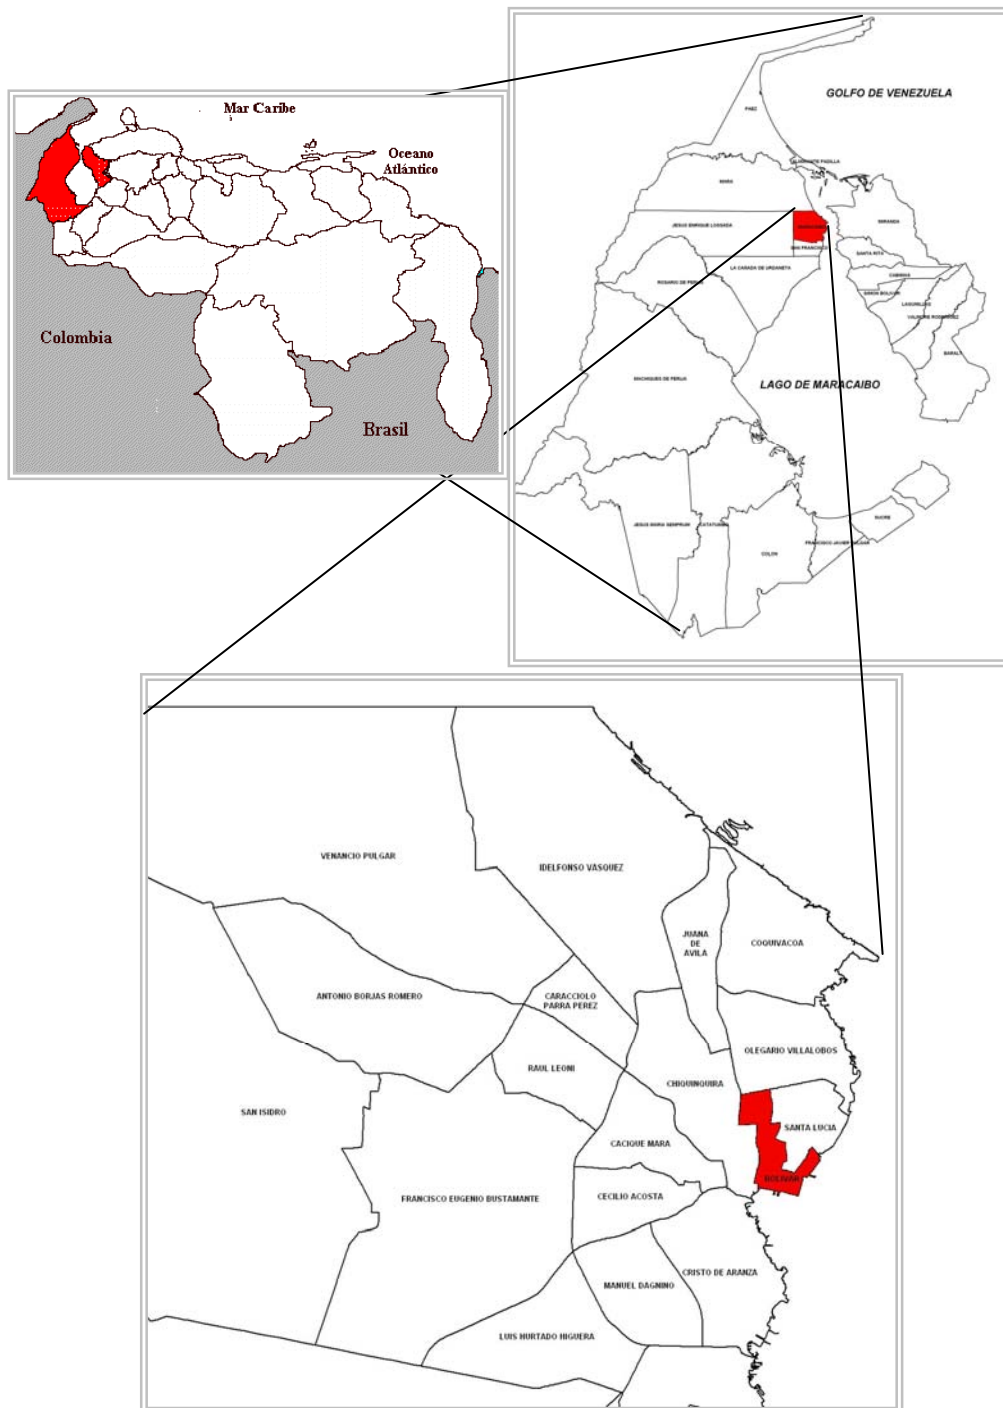 Mar Caribe
Oceano
Atlántico
Colombia
Brasil
GOLFO DE VENEZUELA
PAEZ
ALMIRANTE PADILLA
MARA
MIRANDA
JESUS ENRIQUE LOSSADA
SAN FRANCISCO
SANTA RITA
LA CAÑADA DE URDANETA
CABIMAS
ROSARIO DE PERIJA
SIMON BOLIVAR
LAGUNILLAS
VALMORE RODRIGUEZ
BARALT
MACHIQUES DE PERIJA
LAGO DE MARACAIBO
JESUS MARIA SEMPRUN
CATATUMBO
SUCRE
FRANCISCO JAVIER PULGAR
COLON
VENANCIO PULGAR
IDELFONSO VASQUEZ
JUANA
DE
AVILA
COQUIVACOA
ANTONIO BORJAS ROMERO
CARACCIOLO
PARRA PEREZ
OLEGARIO VILLALOBOS
RAUL LEONI
CHIQUINQUIRA
SAN ISIDRO
SANTA LUCIA
CACIQUE MARA
BOLIVAR
FRANCISCO EUGENIO BUSTAMANTE
CECILIO ACOSTA
CRISTO DE ARANZA
MANUEL DAGNINO
LUIS HURTADO HIGUERA